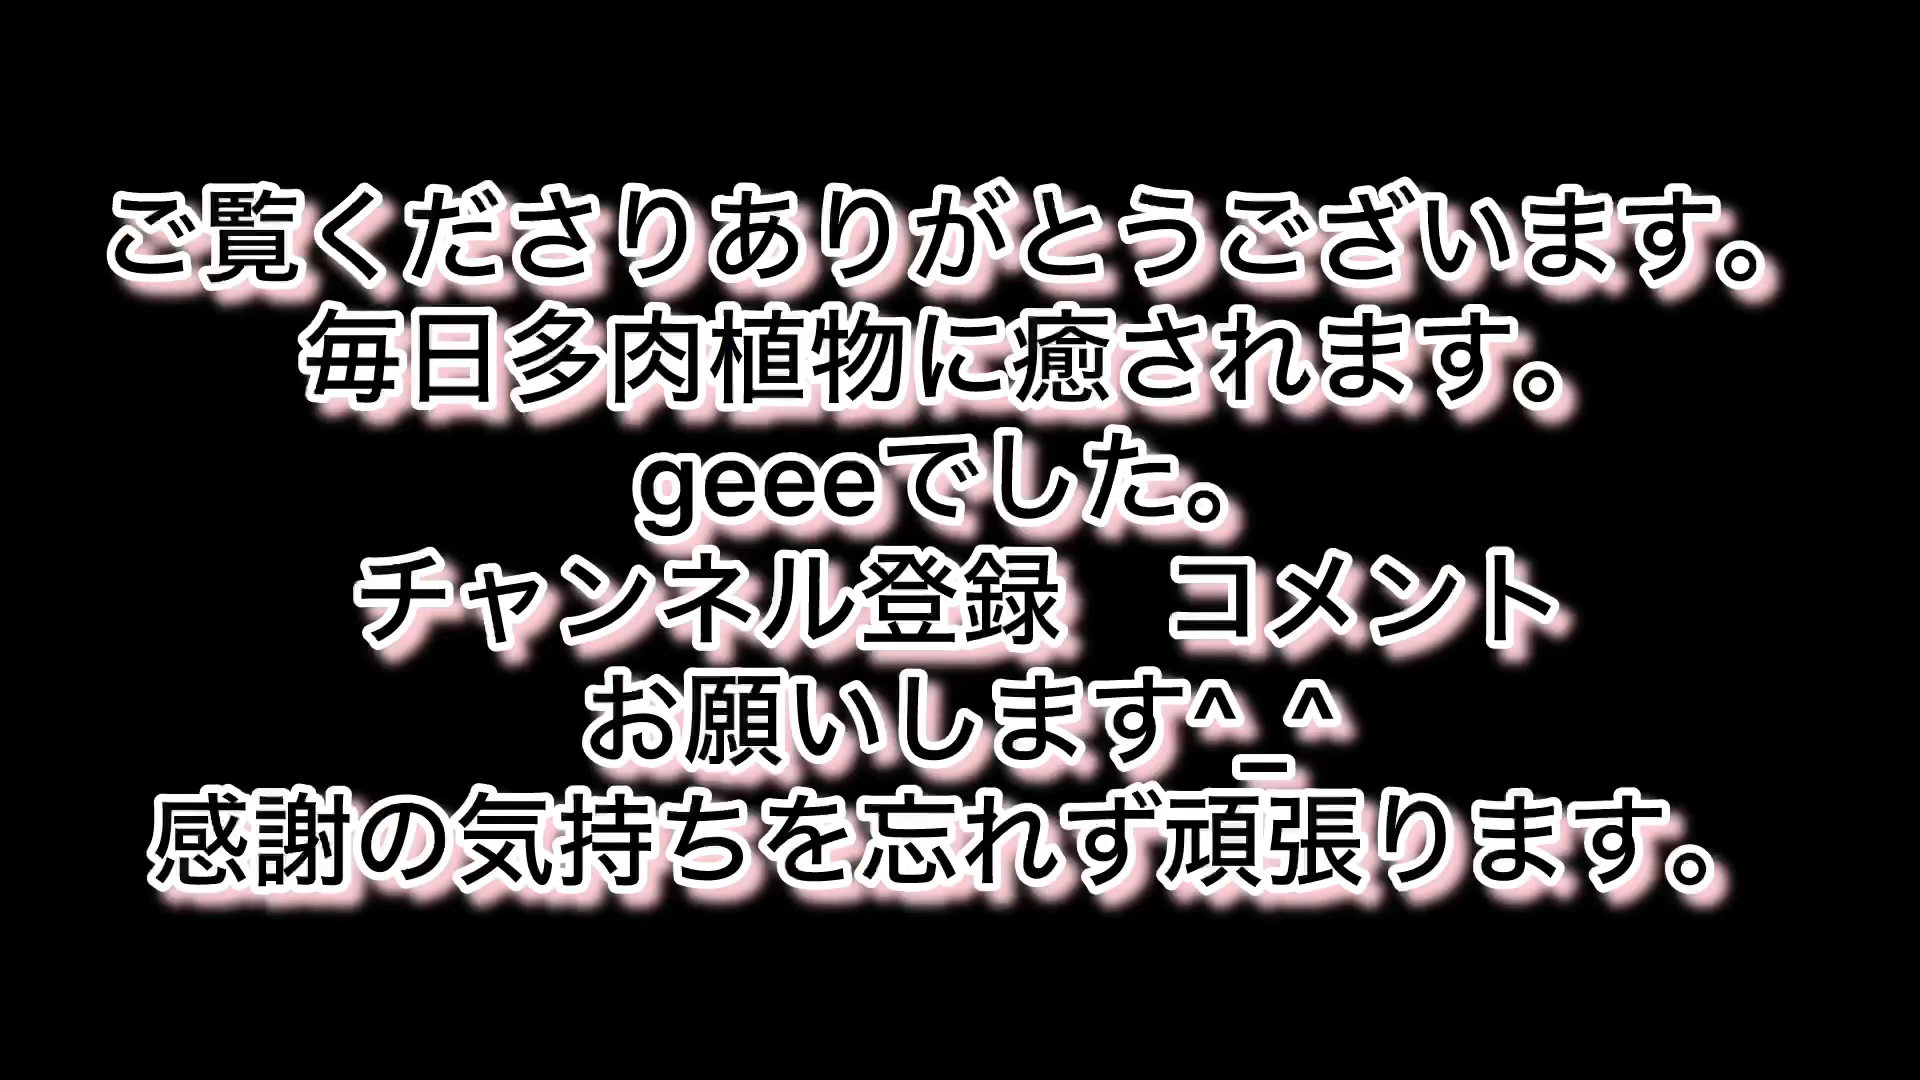 ご覧くださりありがとうございます。
毎日多肉植物に癒されます。
geeeでした。
チャンネル登録　コメント
お願いします^_^
感謝の気持ちを忘れず頑張ります。